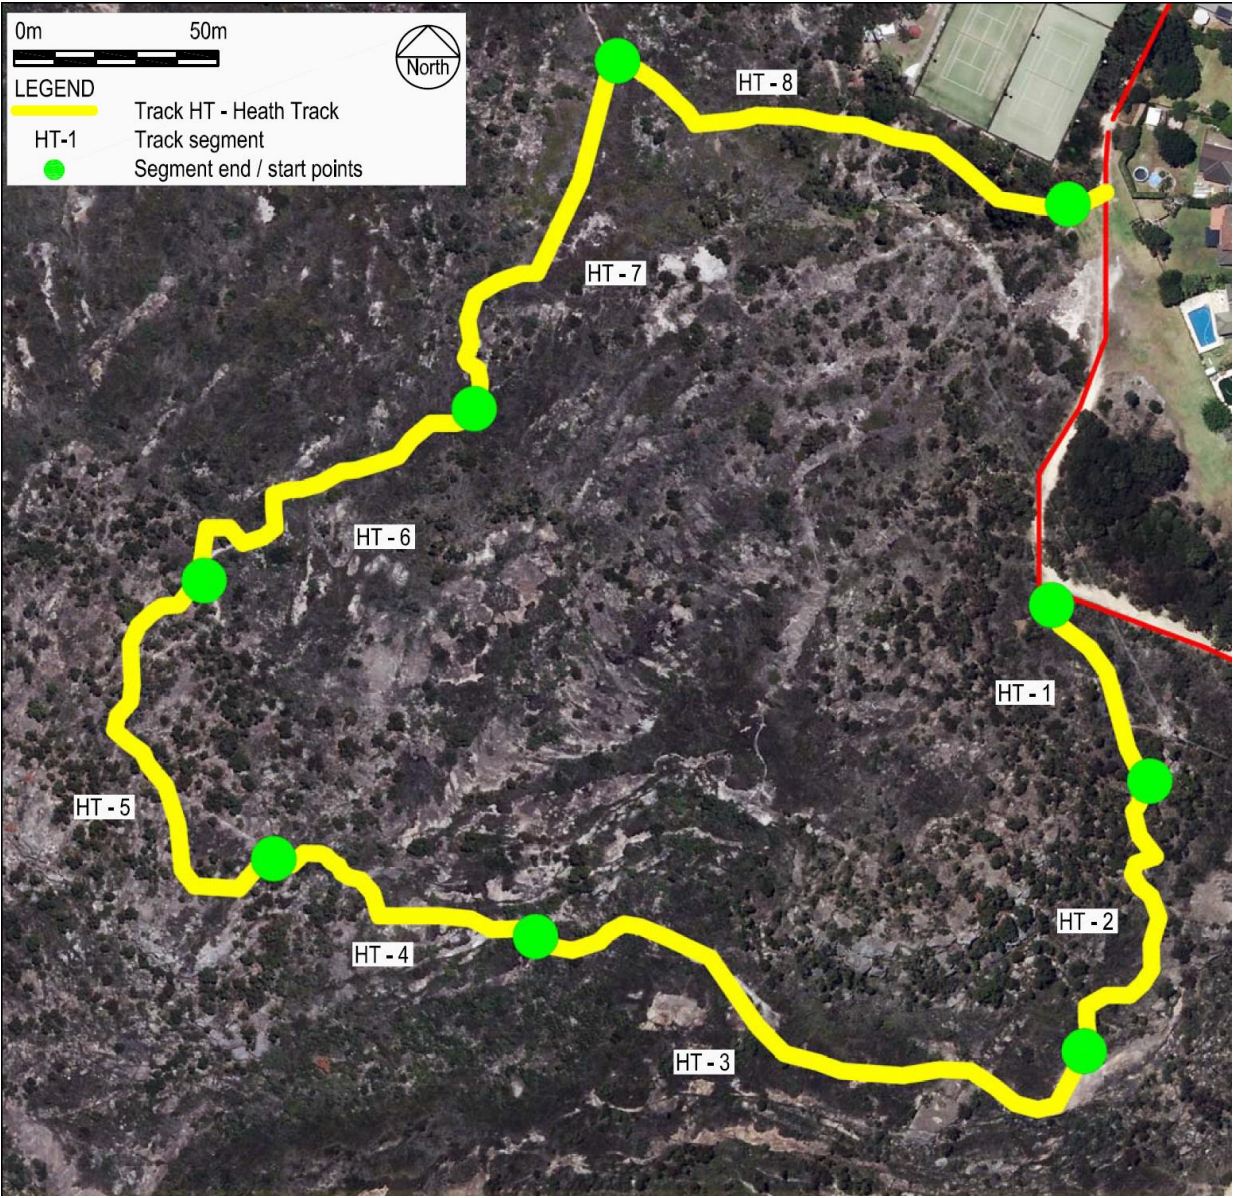 0m 50m
North
LEGEND
Track HT - Heath Track
HT-1 Track segment
Segment end / start points
HT - 8
HT - 7
HT - 6
HT - 1
HT - 5
HT - 2
HT - 4
HT - 3